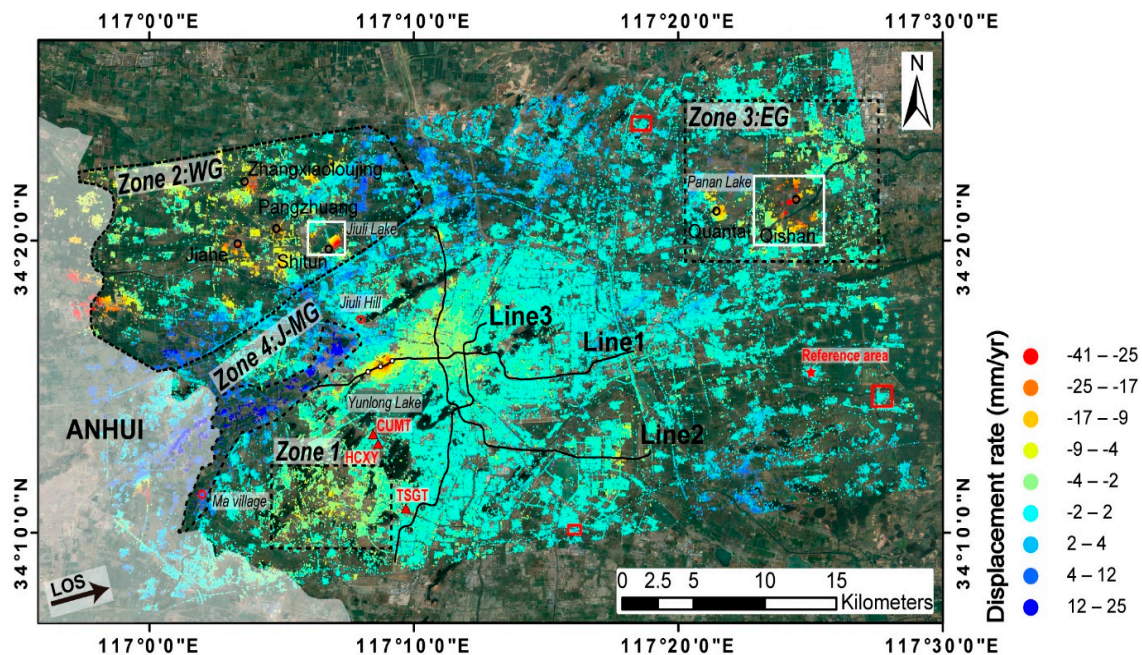 117°0'0"E 117°10'0"E 117°20'0"E 117°30'0"E
N
Zone 3:EG
Zone 2:WG
Zhangxiaoloujing
Panan Lake
Pangzhuang
Jiuli Lake
Quantai
Qishan
Jiahe
Shitun
34°20'0"N
34°20'0"N
Jiuli Hill
Zone 4:J-MG
Line3
Line1
Reference area
Yunlong Lake
ANHUI
CUMT
Line2
HCXY
Zone 1
TSGT
Ma village
34°10'0"N
34°10'0"N
LOS
0 2.5 5 10 15
Kilometers
117°0'0"E 117°10'0"E 117°20'0"E 117°30'0"E
Displacement rate (mm/yr)
-41 – -25
-25 – -17
-17 – -9
-9 – -4
-4 – -2
-2 – 2
2 – 4
4 – 12
12 – 25